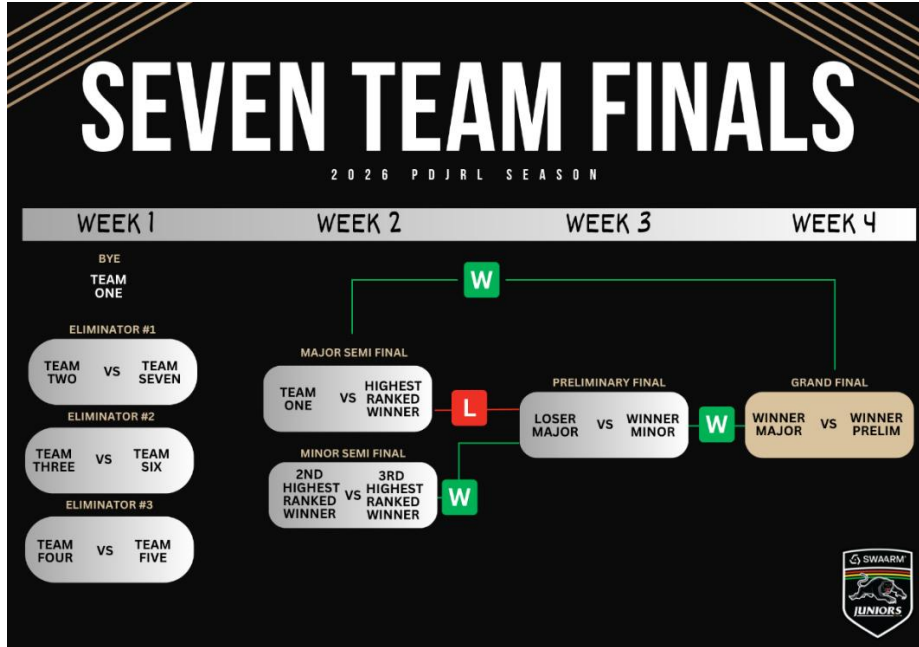 SEVEN TEAM FINALS
2026 PDJRL SEASON
WEEK 1
WEEK 2
WEEK 3
WEEK 4
BYE
TEAM
ONE
ELIMINATOR #1
TEAM
TWO
VS
TEAM
SEVEN
ELIMINATOR #2
TEAM
THREE
VS
TEAM
SIX
ELIMINATOR #3
TEAM
FOUR
VS
TEAM
FIVE
W
MAJOR SEMI FINAL
TEAM
ONE
VS
HIGHEST
RANKED
WINNER
L
MINOR SEMI FINAL
2ND
HIGHEST
RANKED
WINNER
VS
3RD
HIGHEST
RANKED
WINNER
W
PRELIMINARY FINAL
LOSER
MAJOR
VS
WINNER
MINOR
W
GRAND FINAL
WINNER
MAJOR
VS
WINNER
PRELIM
SWAARM
JUNIORS